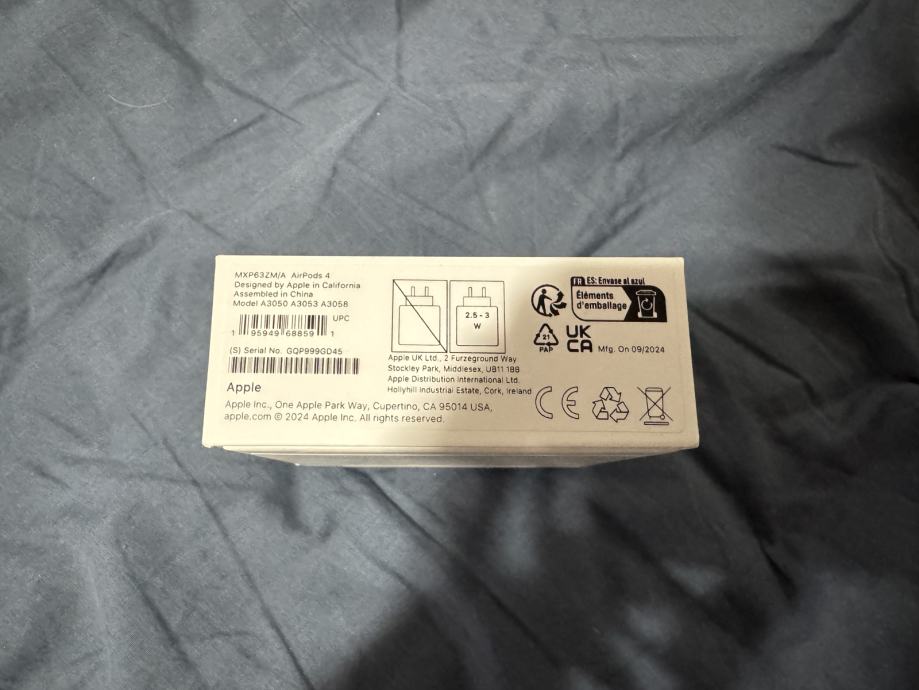 MXP63ZM/A AirPods 4
Designed by Apple in California
Assembled in China
Model A3050 A3053 A3058
UPC
1 95949 68859 1
(S) Serial No. GQP999GD45
Apple
Apple Inc., One Apple Park Way, Cupertino, CA 95014 USA,
apple.com © 2024 Apple Inc. All rights reserved.
2.5 - 3
W
Apple UK Ltd., 2 Furzeground Way
Stockley Park, Middlesex, UB11 1BB
Apple Distribution International Ltd.
Hollyhill Industrial Estate, Cork, Ireland
FR ES: Envase al azul
Éléments
d'emballage
21
PAP
UK
CA
Mfg. On 09/2024
CE